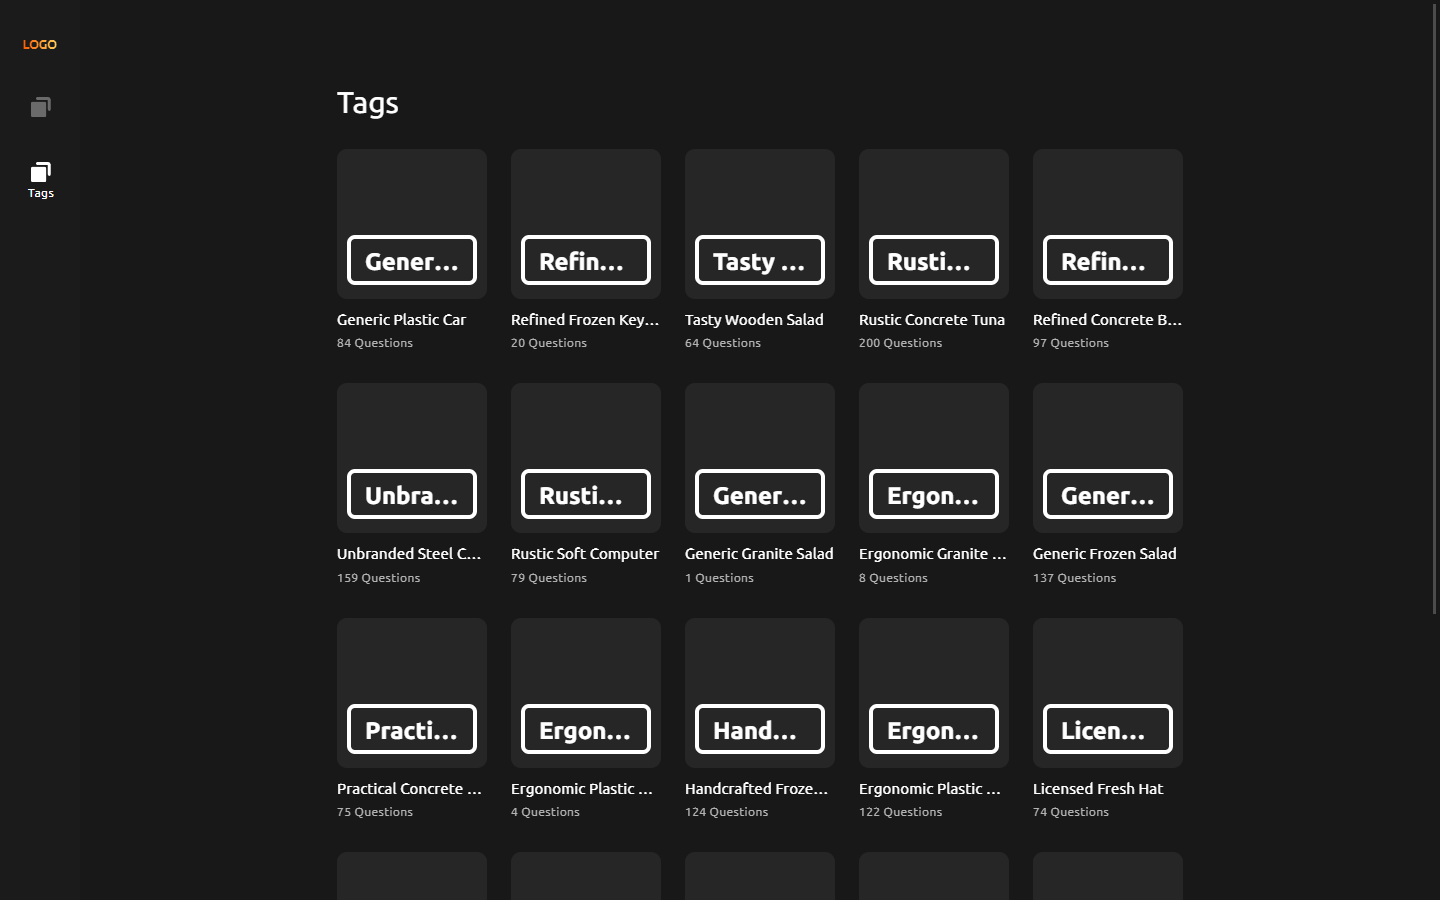 LOGO
Tags
Tags
Gener...
Refin...
Tasty ...
Rusti...
Refin...
Generic Plastic Car
Refined Frozen Key...
Tasty Wooden Salad
Rustic Concrete Tuna
Refined Concrete B...
84 Questions
20 Questions
64 Questions
200 Questions
97 Questions
Unbra...
Rusti...
Gener...
Ergon...
Gener...
Unbranded Steel C...
Rustic Soft Computer
Generic Granite Salad
Ergonomic Granite ...
Generic Frozen Salad
159 Questions
79 Questions
1 Questions
8 Questions
137 Questions
Practi...
Ergon...
Hand...
Ergon...
Licen...
Practical Concrete ...
Ergonomic Plastic ...
Handcrafted Froze...
Ergonomic Plastic ...
Licensed Fresh Hat
75 Questions
4 Questions
124 Questions
122 Questions
74 Questions